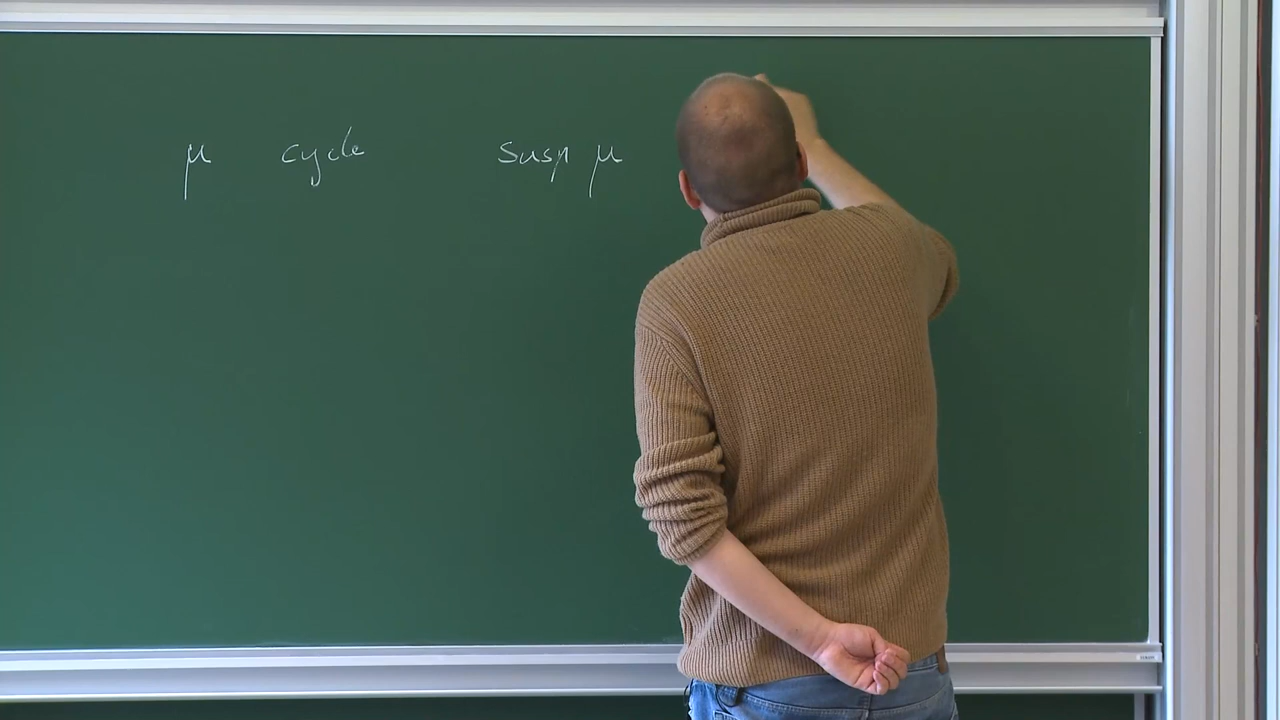 μ cycle susp μ